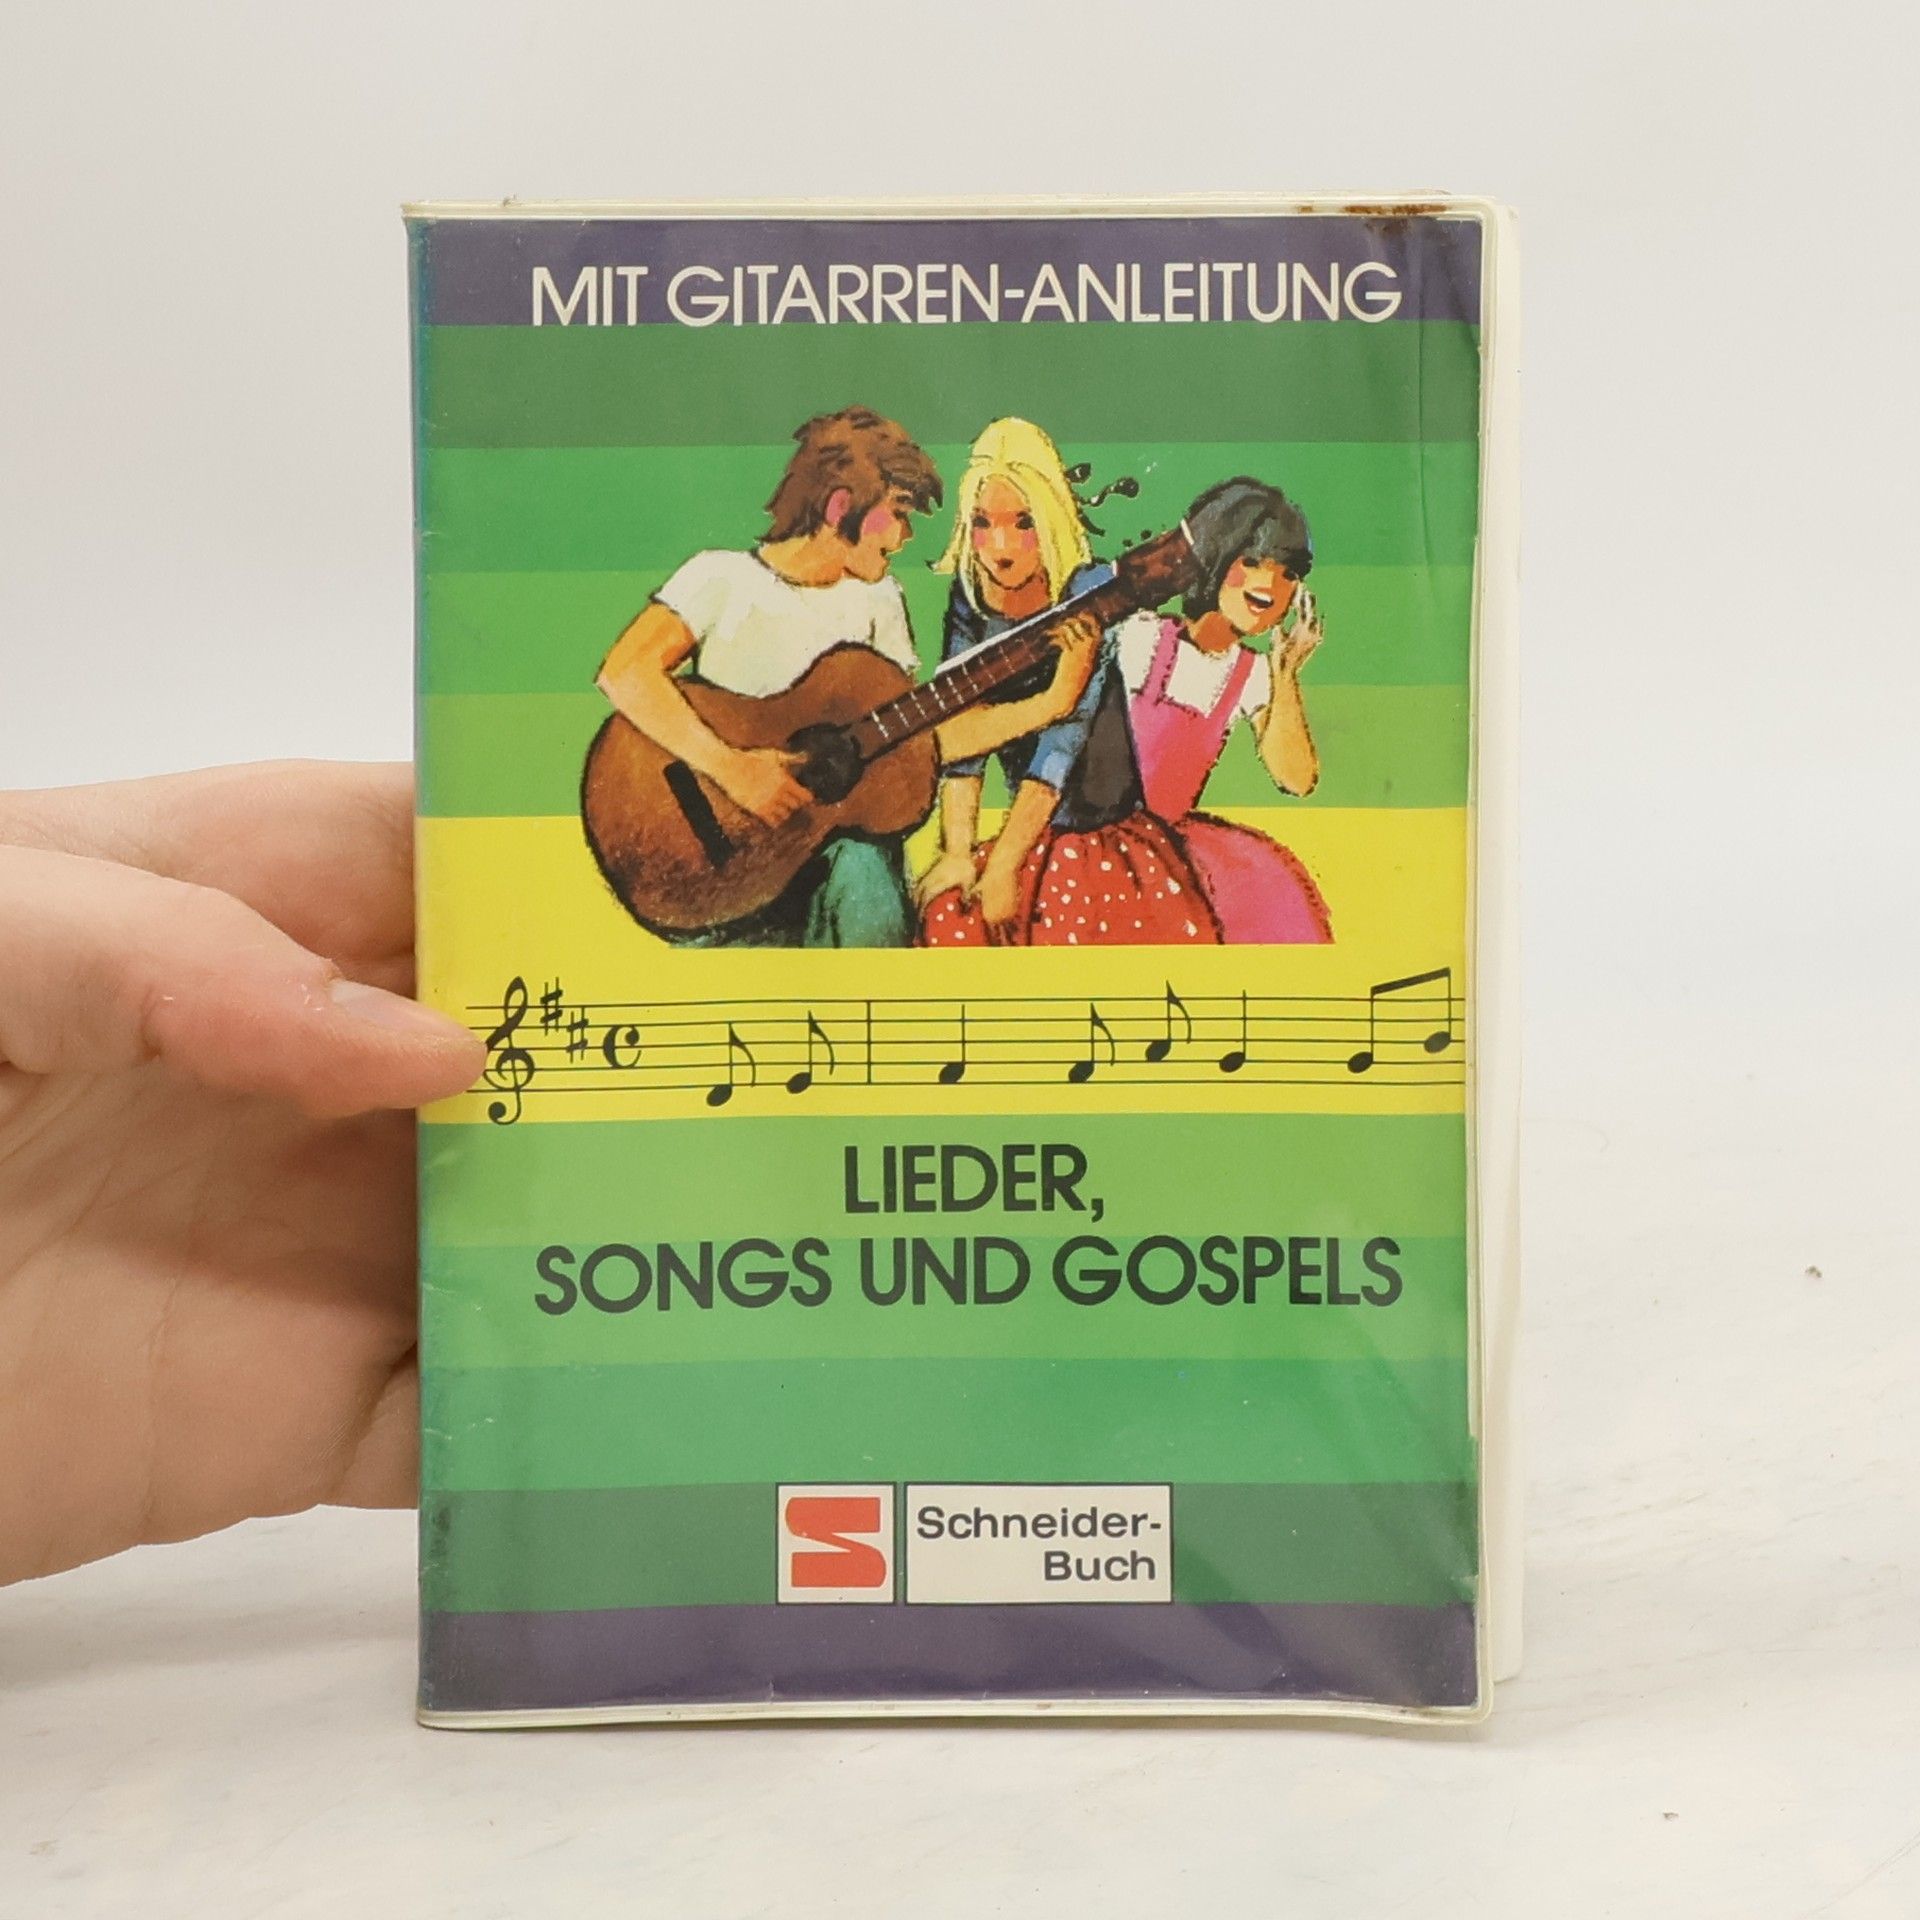 MIT GITARREN-ANLEITUNG
LIEDER,
SONGS UND GOSPELS
Schneider-
Buch